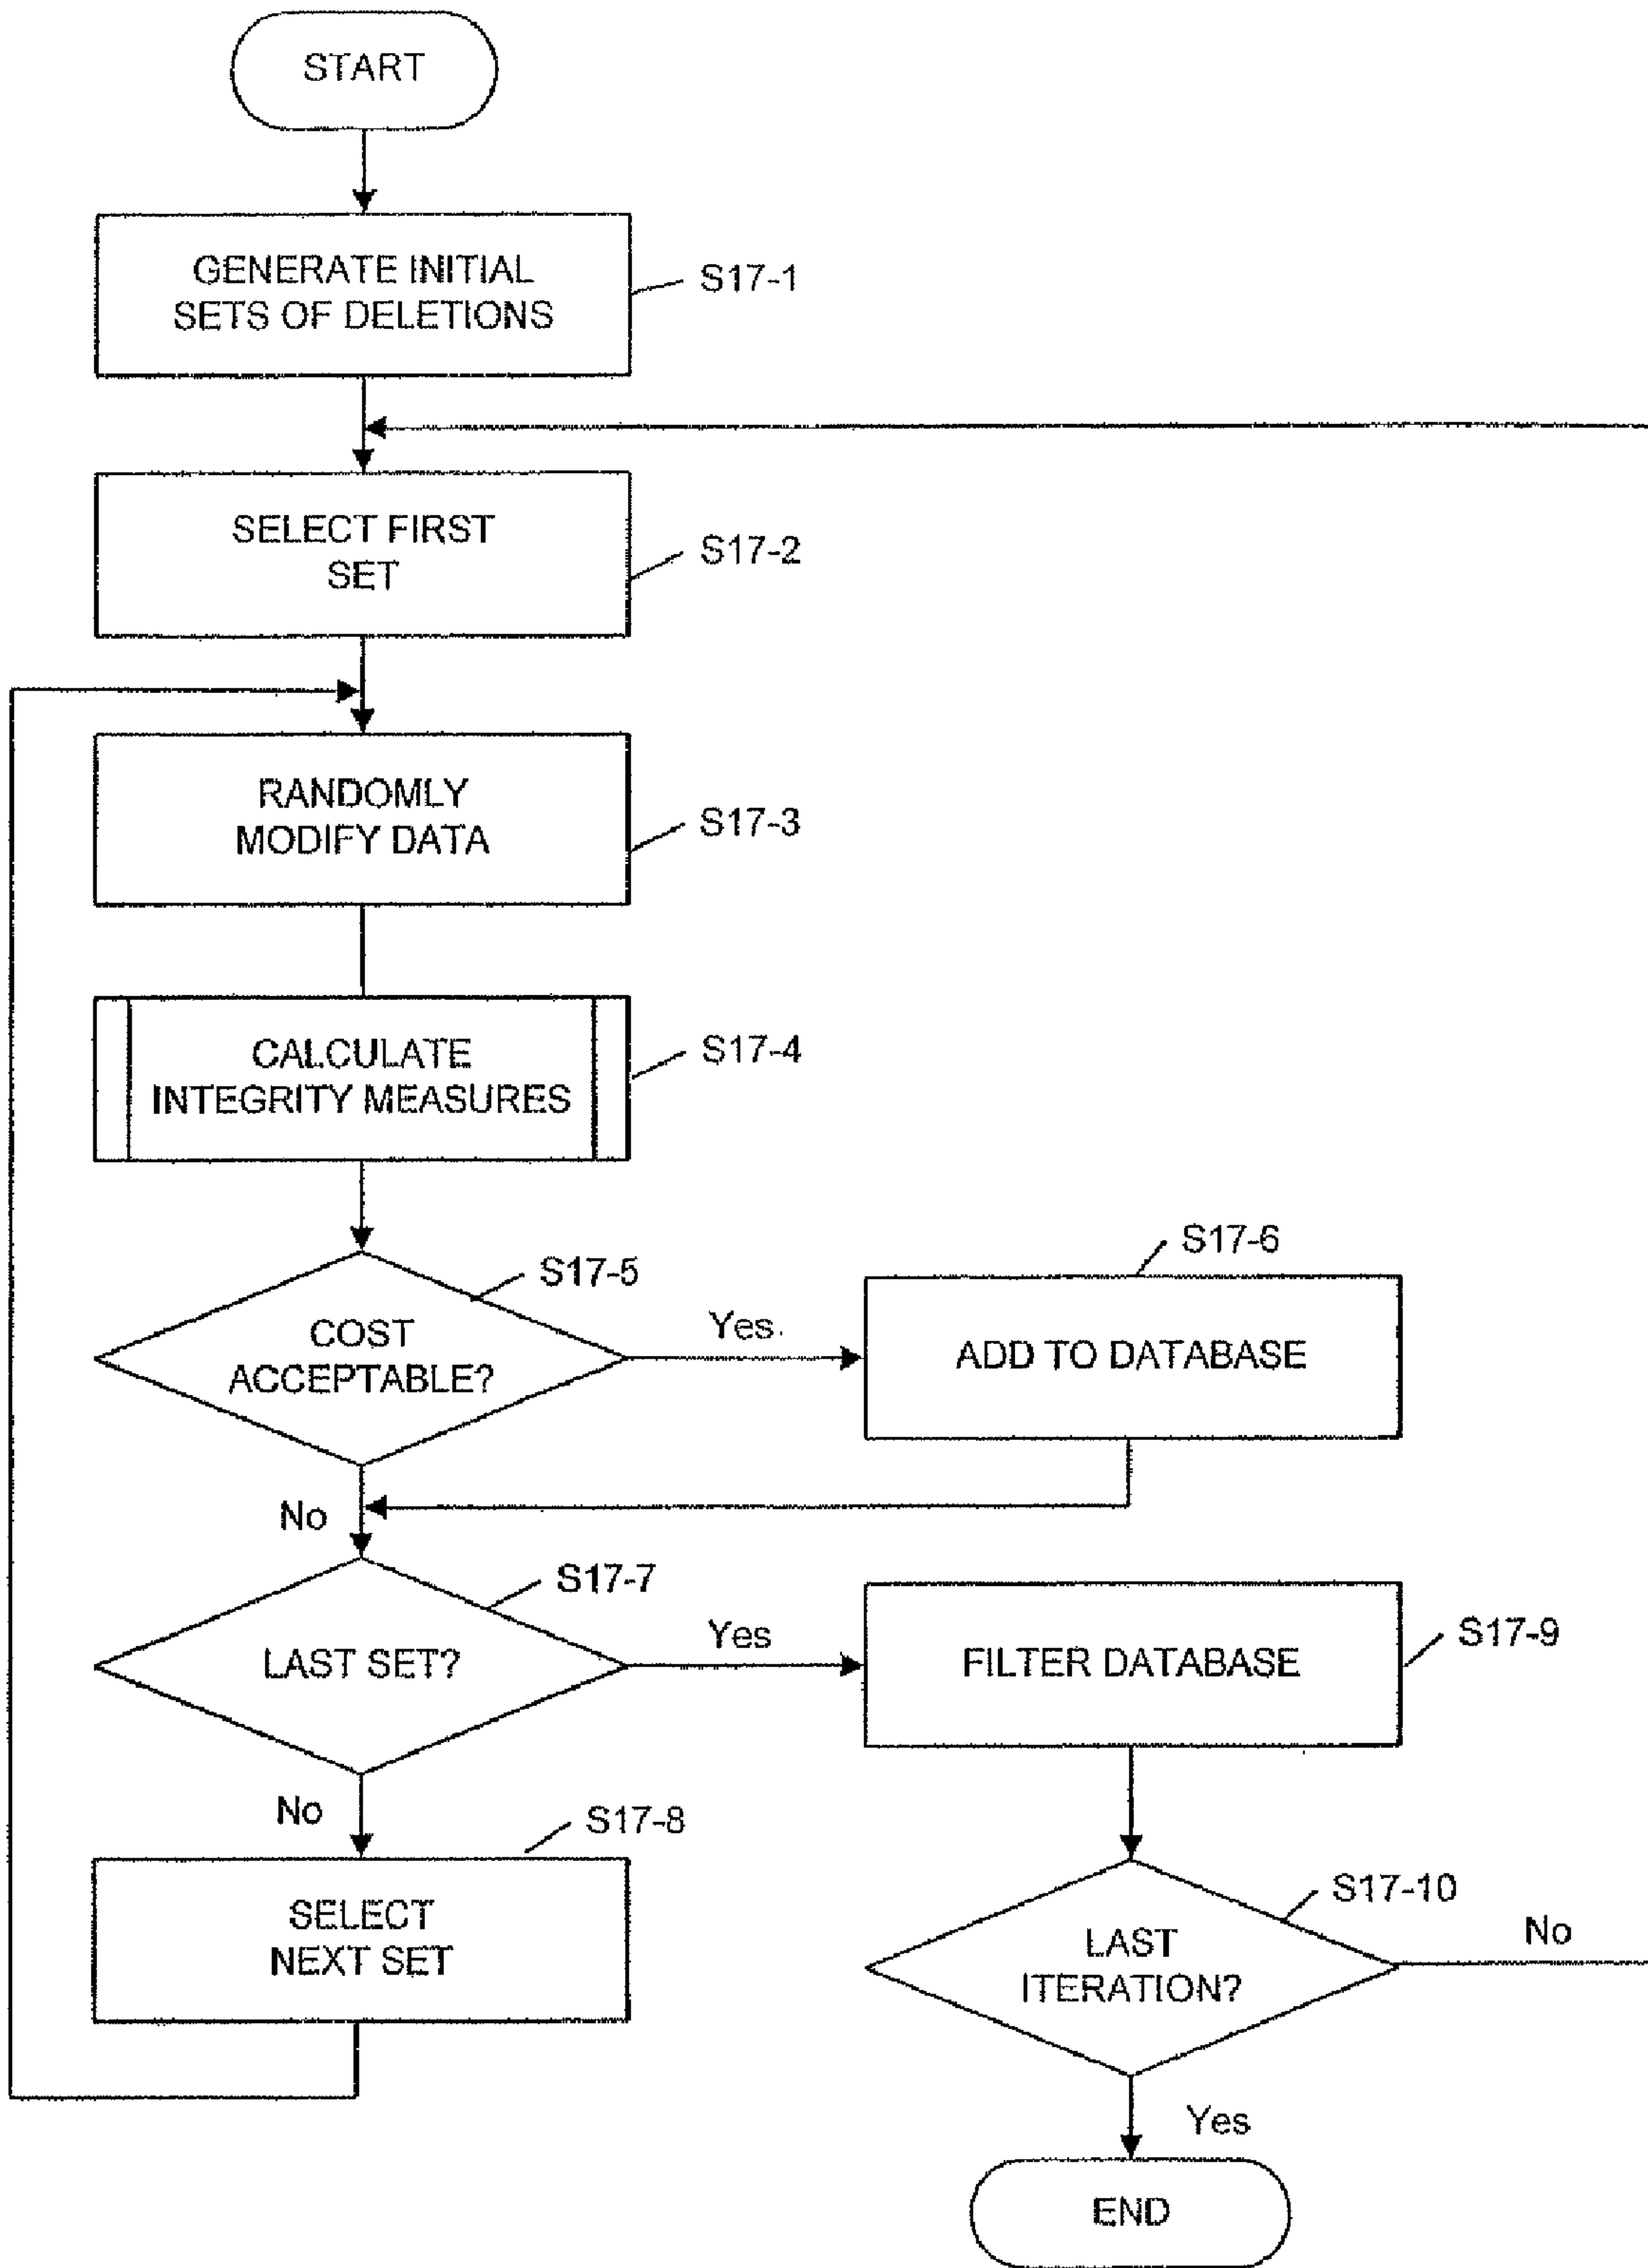 START
GENERATE INITIAL
SETS OF DELETIONS
S17-1
SELECT FIRST
SET
S17-2
RANDOMLY
MODIFY DATA
S17-3
CALCULATE
INTEGRITY MEASURES
S17-4
COST
ACCEPTABLE?
S17-5
Yes
ADD TO DATABASE
S17-6
No
LAST SET?
S17-7
Yes
FILTER DATABASE
S17-9
No
SELECT
NEXT SET
S17-8
LAST
ITERATION?
S17-10
No
Yes
END